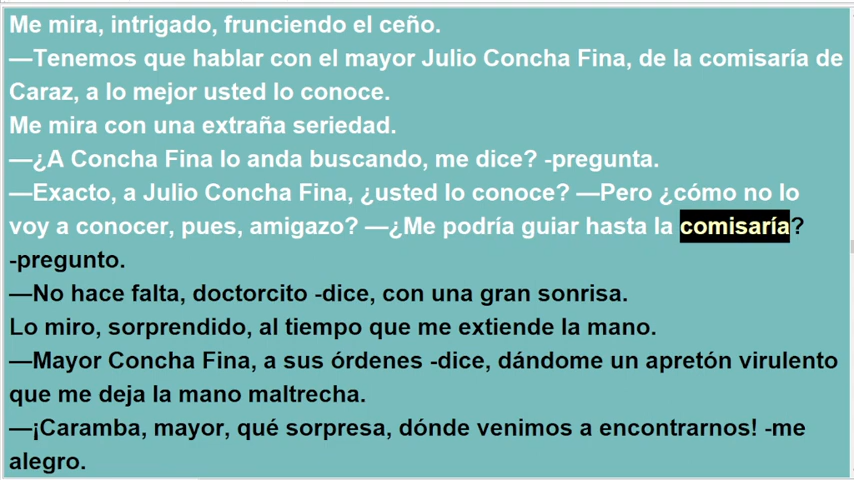 Me mira, intrigado, frunciendo el ceño.
—Tenemos que hablar con el mayor Julio Concha Fina, de la comisaría de
Caraz, a lo mejor usted lo conoce.
Me mira con una extraña seriedad.
—¿A Concha Fina lo anda buscando, me dice? -pregunta.
—Exacto, a Julio Concha Fina, ¿usted lo conoce? —Pero ¿cómo no lo
voy a conocer, pues, amigazo? —¿Me podría guiar hasta la comisaría?
-pregunto.
—No hace falta, doctorcito -dice, con una gran sonrisa.
Lo miro, sorprendido, al tiempo que me extiende la mano.
—Mayor Concha Fina, a sus órdenes -dice, dándome un apretón virulento
que me deja la mano maltrecha.
—¡Caramba, mayor, qué sorpresa, dónde venimos a encontrarnos! -me
alegro.